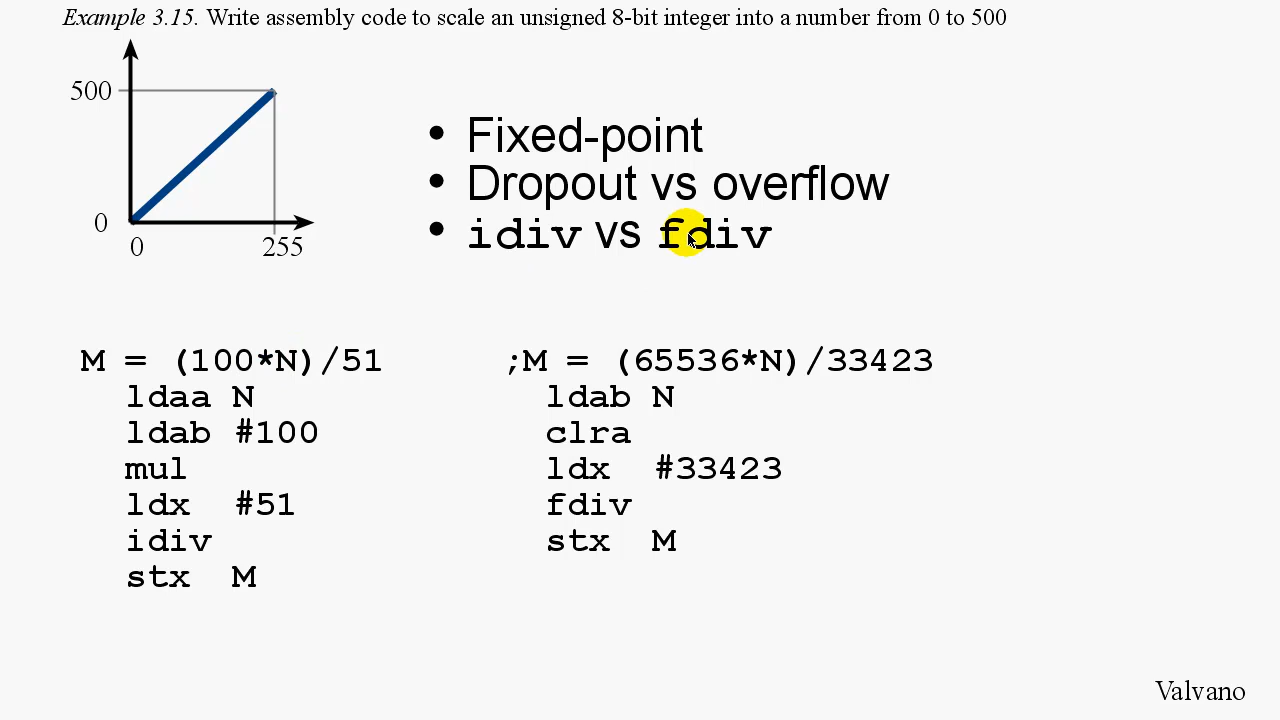 Example 3.15. Write assembly code to scale an unsigned 8-bit integer into a number from 0 to 500
500
0
0
255
• Fixed-point
• Dropout vs overflow
• idiv vs fdiv
M = (100*N)/51
ldaa N
ldab #100
mul
ldx #51
idiv
stx M
;M = (65536*N)/33423
ldab N
clra
ldx #33423
fdiv
stx M
Valvano